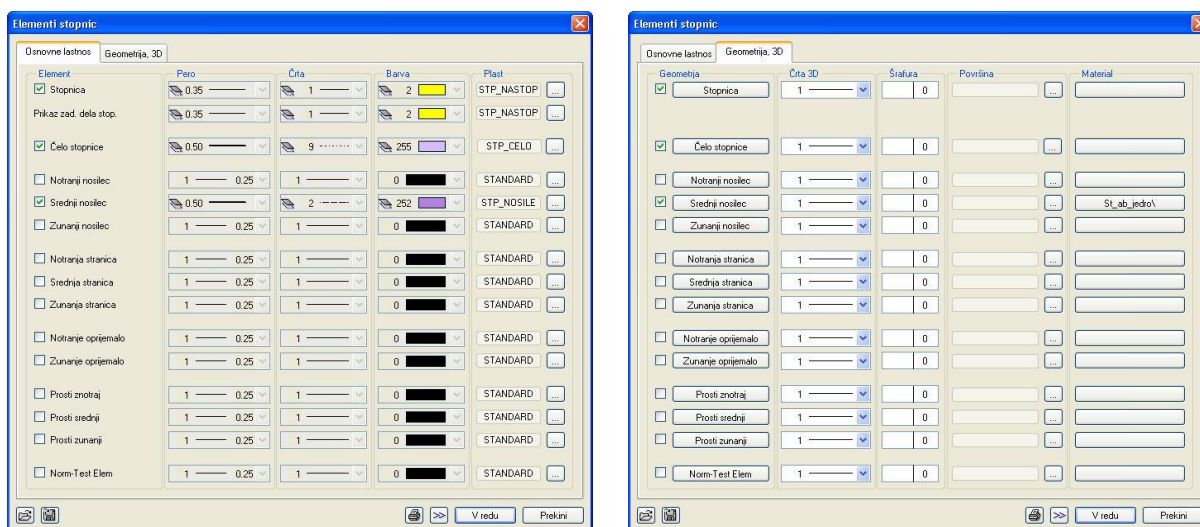 Elementi stopnic
Osnovne lastnos Geometrija, 3D
Element Pero Črta Barva Plast
Stopnica 0.35 1 2 STP_NASTOP ...
Prikaz zad. dela stop. 0.35 1 2 STP_NASTOP ...
Čelo stopnice 0.50 9 255 STP_CELO ...
Notranji nosilec 1 0.25 1 0 STANDARD ...
Srednji nosilec 0.50 2 252 STP_NOSILE ...
Zunanji nosilec 1 0.25 1 0 STANDARD ...
Notranja stranica 1 0.25 1 0 STANDARD ...
Srednja stranica 1 0.25 1 0 STANDARD ...
Zunanja stranica 1 0.25 1 0 STANDARD ...
Notranje oprijemalo 1 0.25 1 0 STANDARD ...
Zunanje oprijemalo 1 0.25 1 0 STANDARD ...
Prosti znotraj 1 0.25 1 0 STANDARD ...
Prosti srednji 1 0.25 1 0 STANDARD ...
Prosti zunanji 1 0.25 1 0 STANDARD ...
Norm-Test Elem 1 0.25 1 0 STANDARD ...
>> V redu Prekini
Elementi stopnic
Osnovne lastnos Geometrija, 3D
Geometrija Črta 3D Šrafura Površina Material
Stopnica 1 0 ...
Čelo stopnice 1 0 ...
Notranji nosilec 1 0 ...
Srednji nosilec 1 0 ... St_ab_jedro\
Zunanji nosilec 1 0 ...
Notranja stranica 1 0 ...
Srednja stranica 1 0 ...
Zunanja stranica 1 0 ...
Notranje oprijemalo 1 0 ...
Zunanje oprijemalo 1 0 ...
Prosti znotraj 1 0 ...
Prosti srednji 1 0 ...
Prosti zunanji 1 0 ...
Norm-Test Elem 1 0 ...
>> V redu Prekini